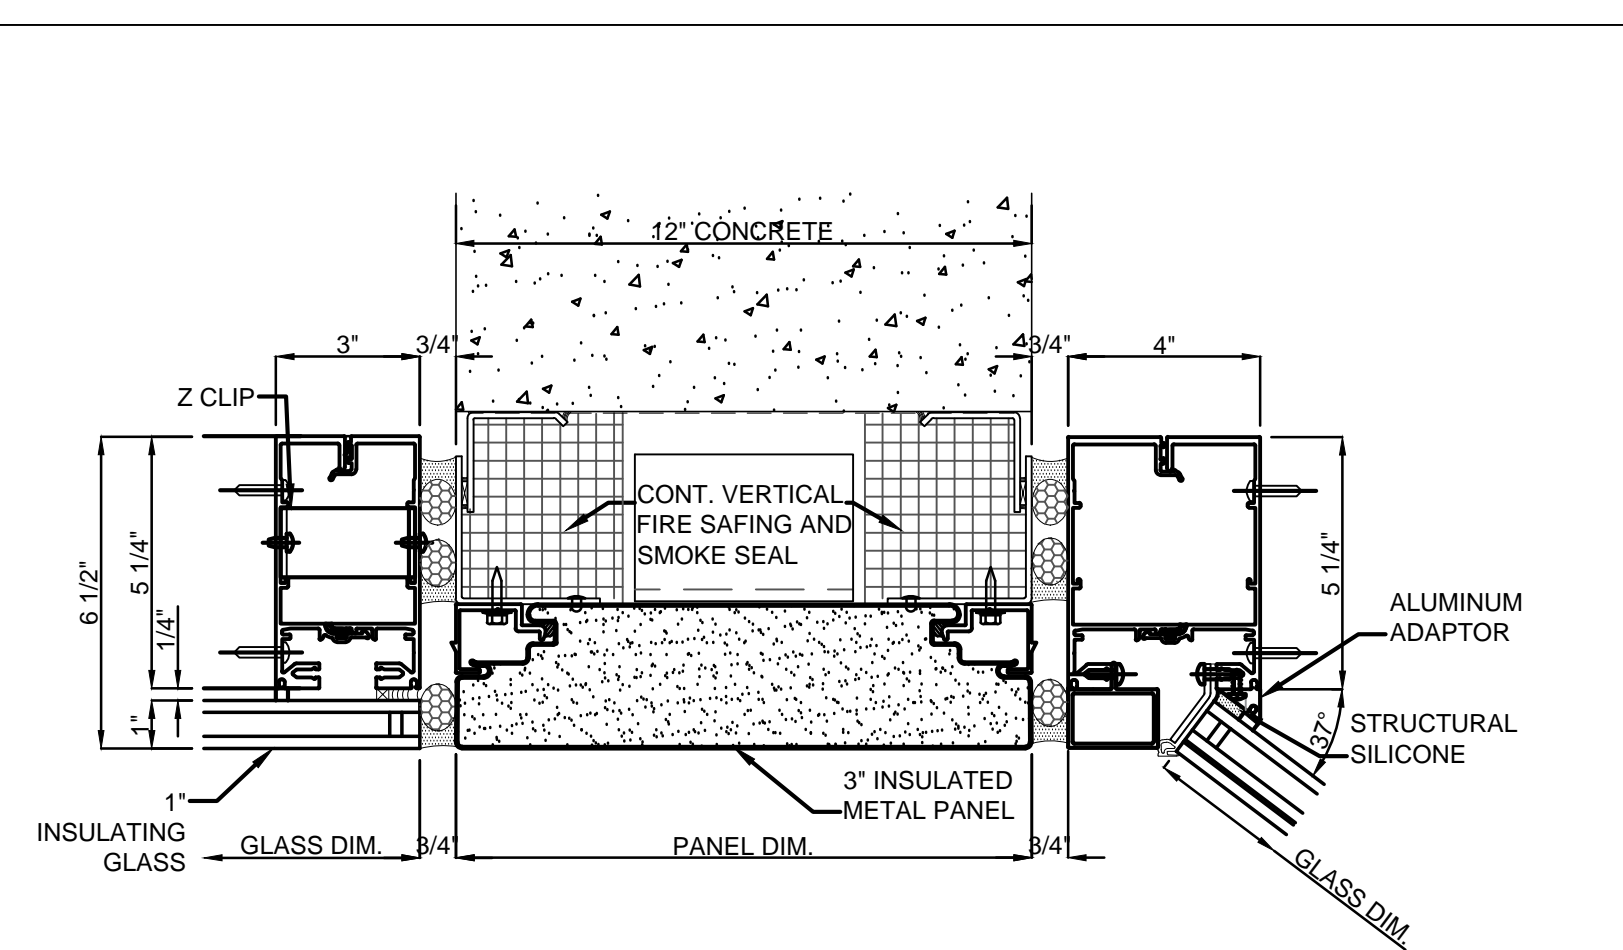 12" CONCRETE
3"
3/4"
3/4"
4"
Z CLIP
CONT. VERTICAL
FIRE SAFING AND
SMOKE SEAL
6 1/2"
5 1/4"
1/4"
1"
5 1/4"
ALUMINUM
ADAPTOR
37°
STRUCTURAL
SILICONE
1"
INSULATING
GLASS
3" INSULATED
METAL PANEL
GLASS DIM.
3/4"
PANEL DIM.
3/4"
GLASS DIM.